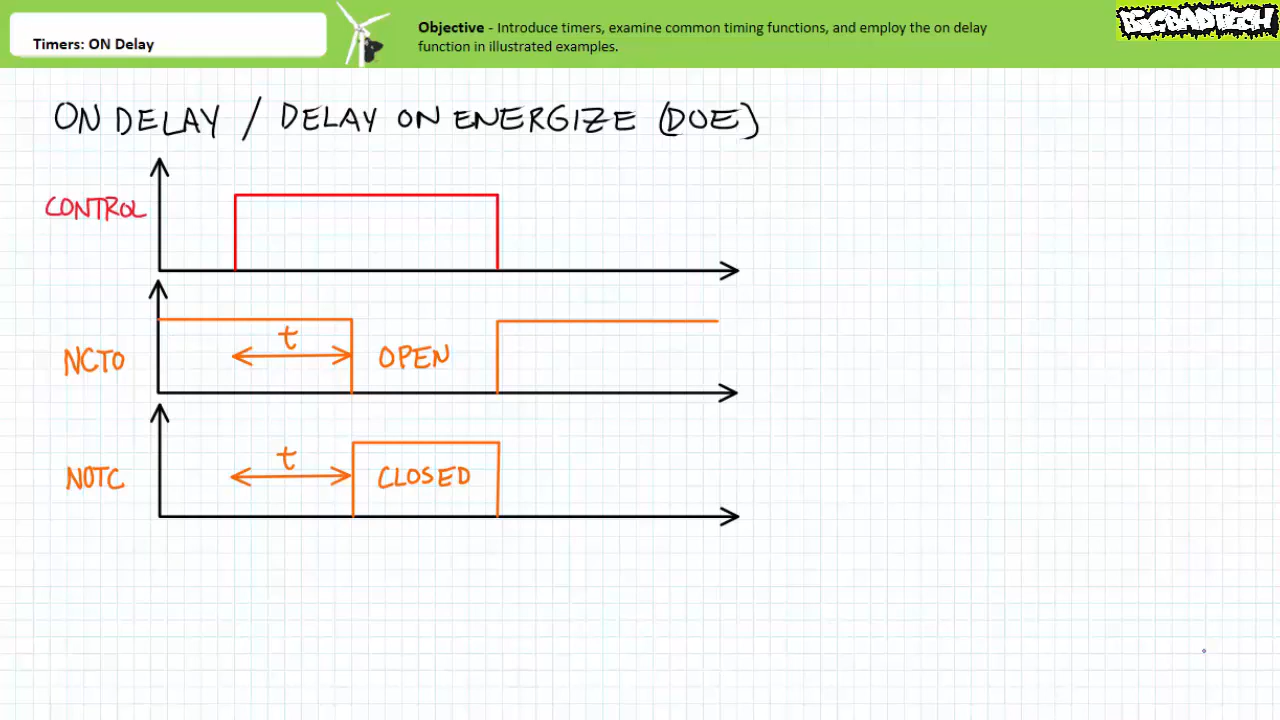 Timers: ON Delay
Objective - Introduce timers, examine common timing functions, and employ the on delay
function in illustrated examples.
BIGBADTECH
ON DELAY / DELAY ON ENERGIZE (DOE)
CONTROL
NCTO
t
OPEN
NOTC
t
CLOSED